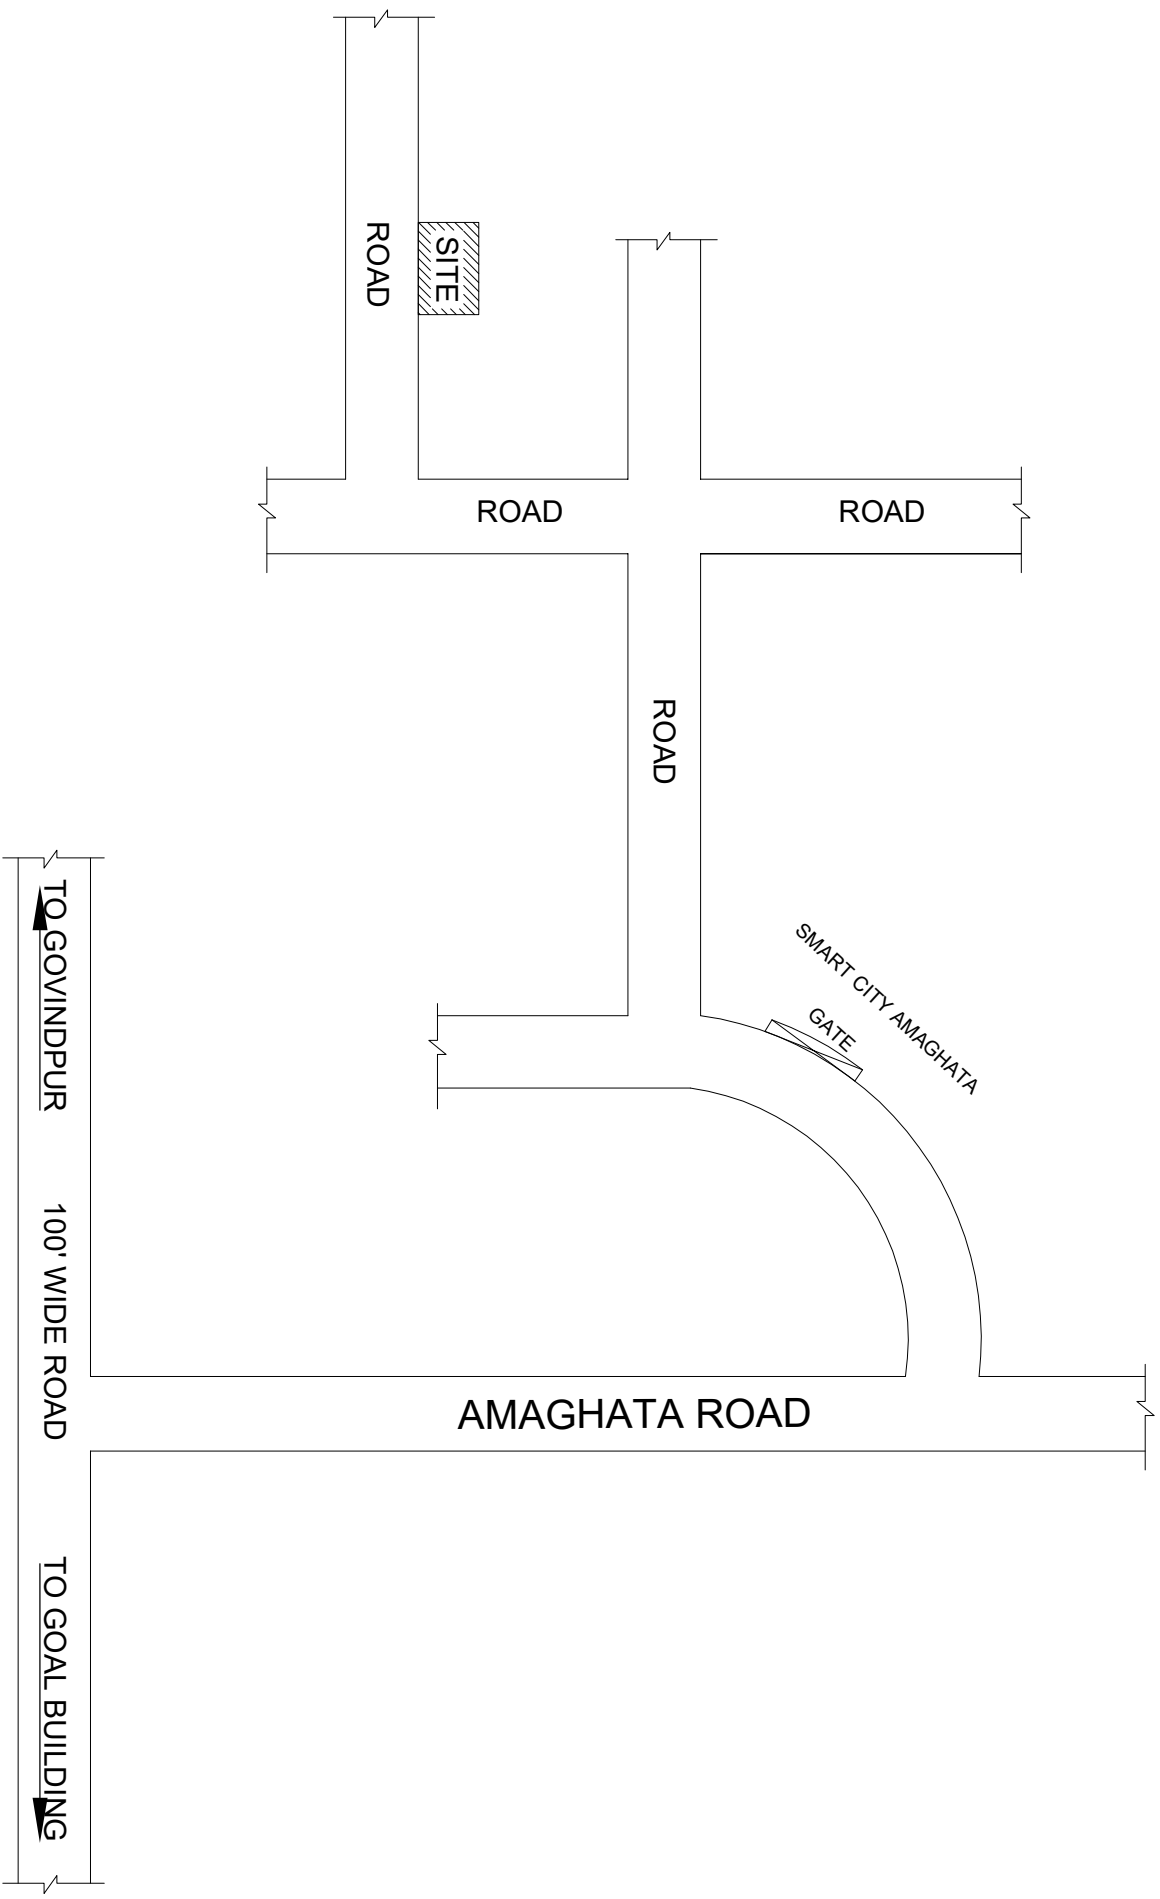 ROAD
SITE
ROAD
ROAD
ROAD
SMART CITY AMAGHATA
GATE
TO GOVINDPUR
100' WIDE ROAD
AMAGHATA ROAD
TO GOAL BUILDING